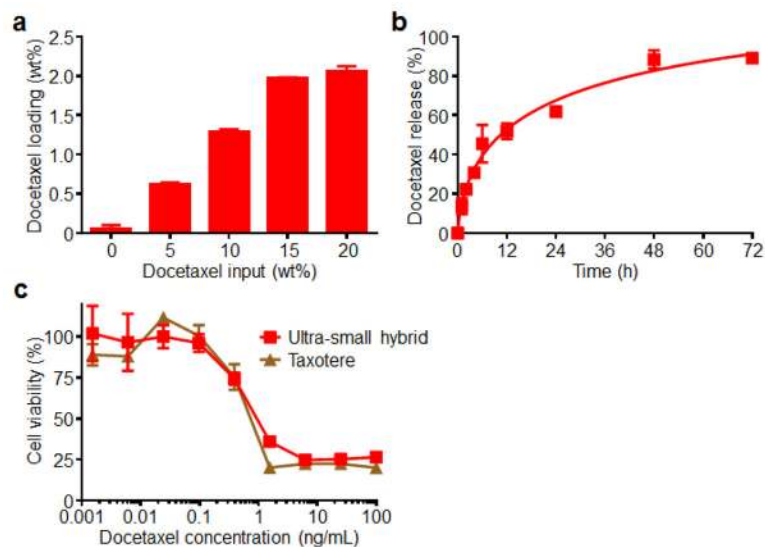 a
Docetaxel loading (wt%)
2.5
2.0
1.5
1.0
0.5
0
0 5 10 15 20
Docetaxel input (wt%)
b
Docetaxel release (%)
100
80
60
40
20
0
0 12 24 36 48 60 72
Time (h)
c
Cell viability (%)
100
75
50
25
0
0.001 0.01 0.1 1 10 100
Docetaxel concentration (ng/mL)
Ultra-small hybrid
Taxotere